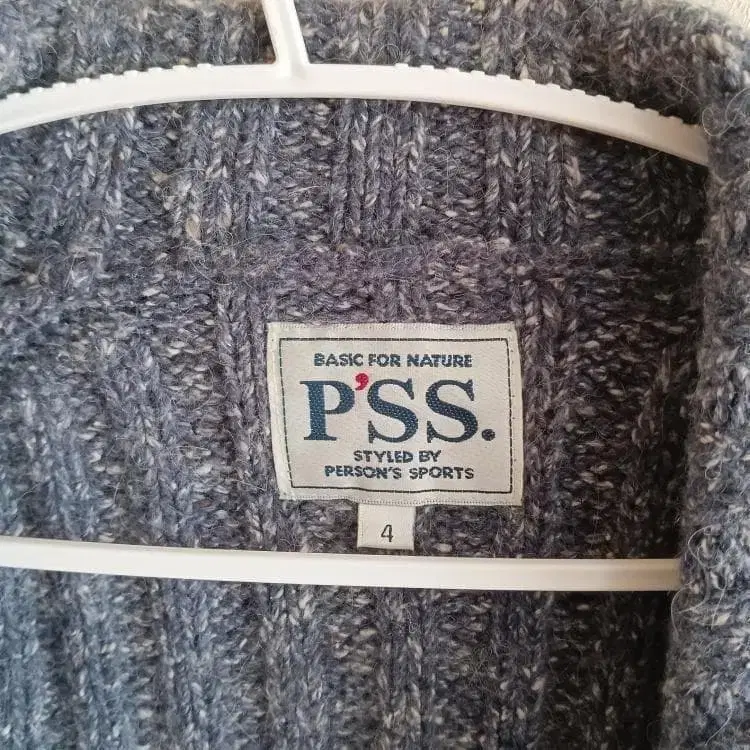 BASIC FOR NATURE
P'SS.
STYLED BY
PERSON'S SPORTS
4